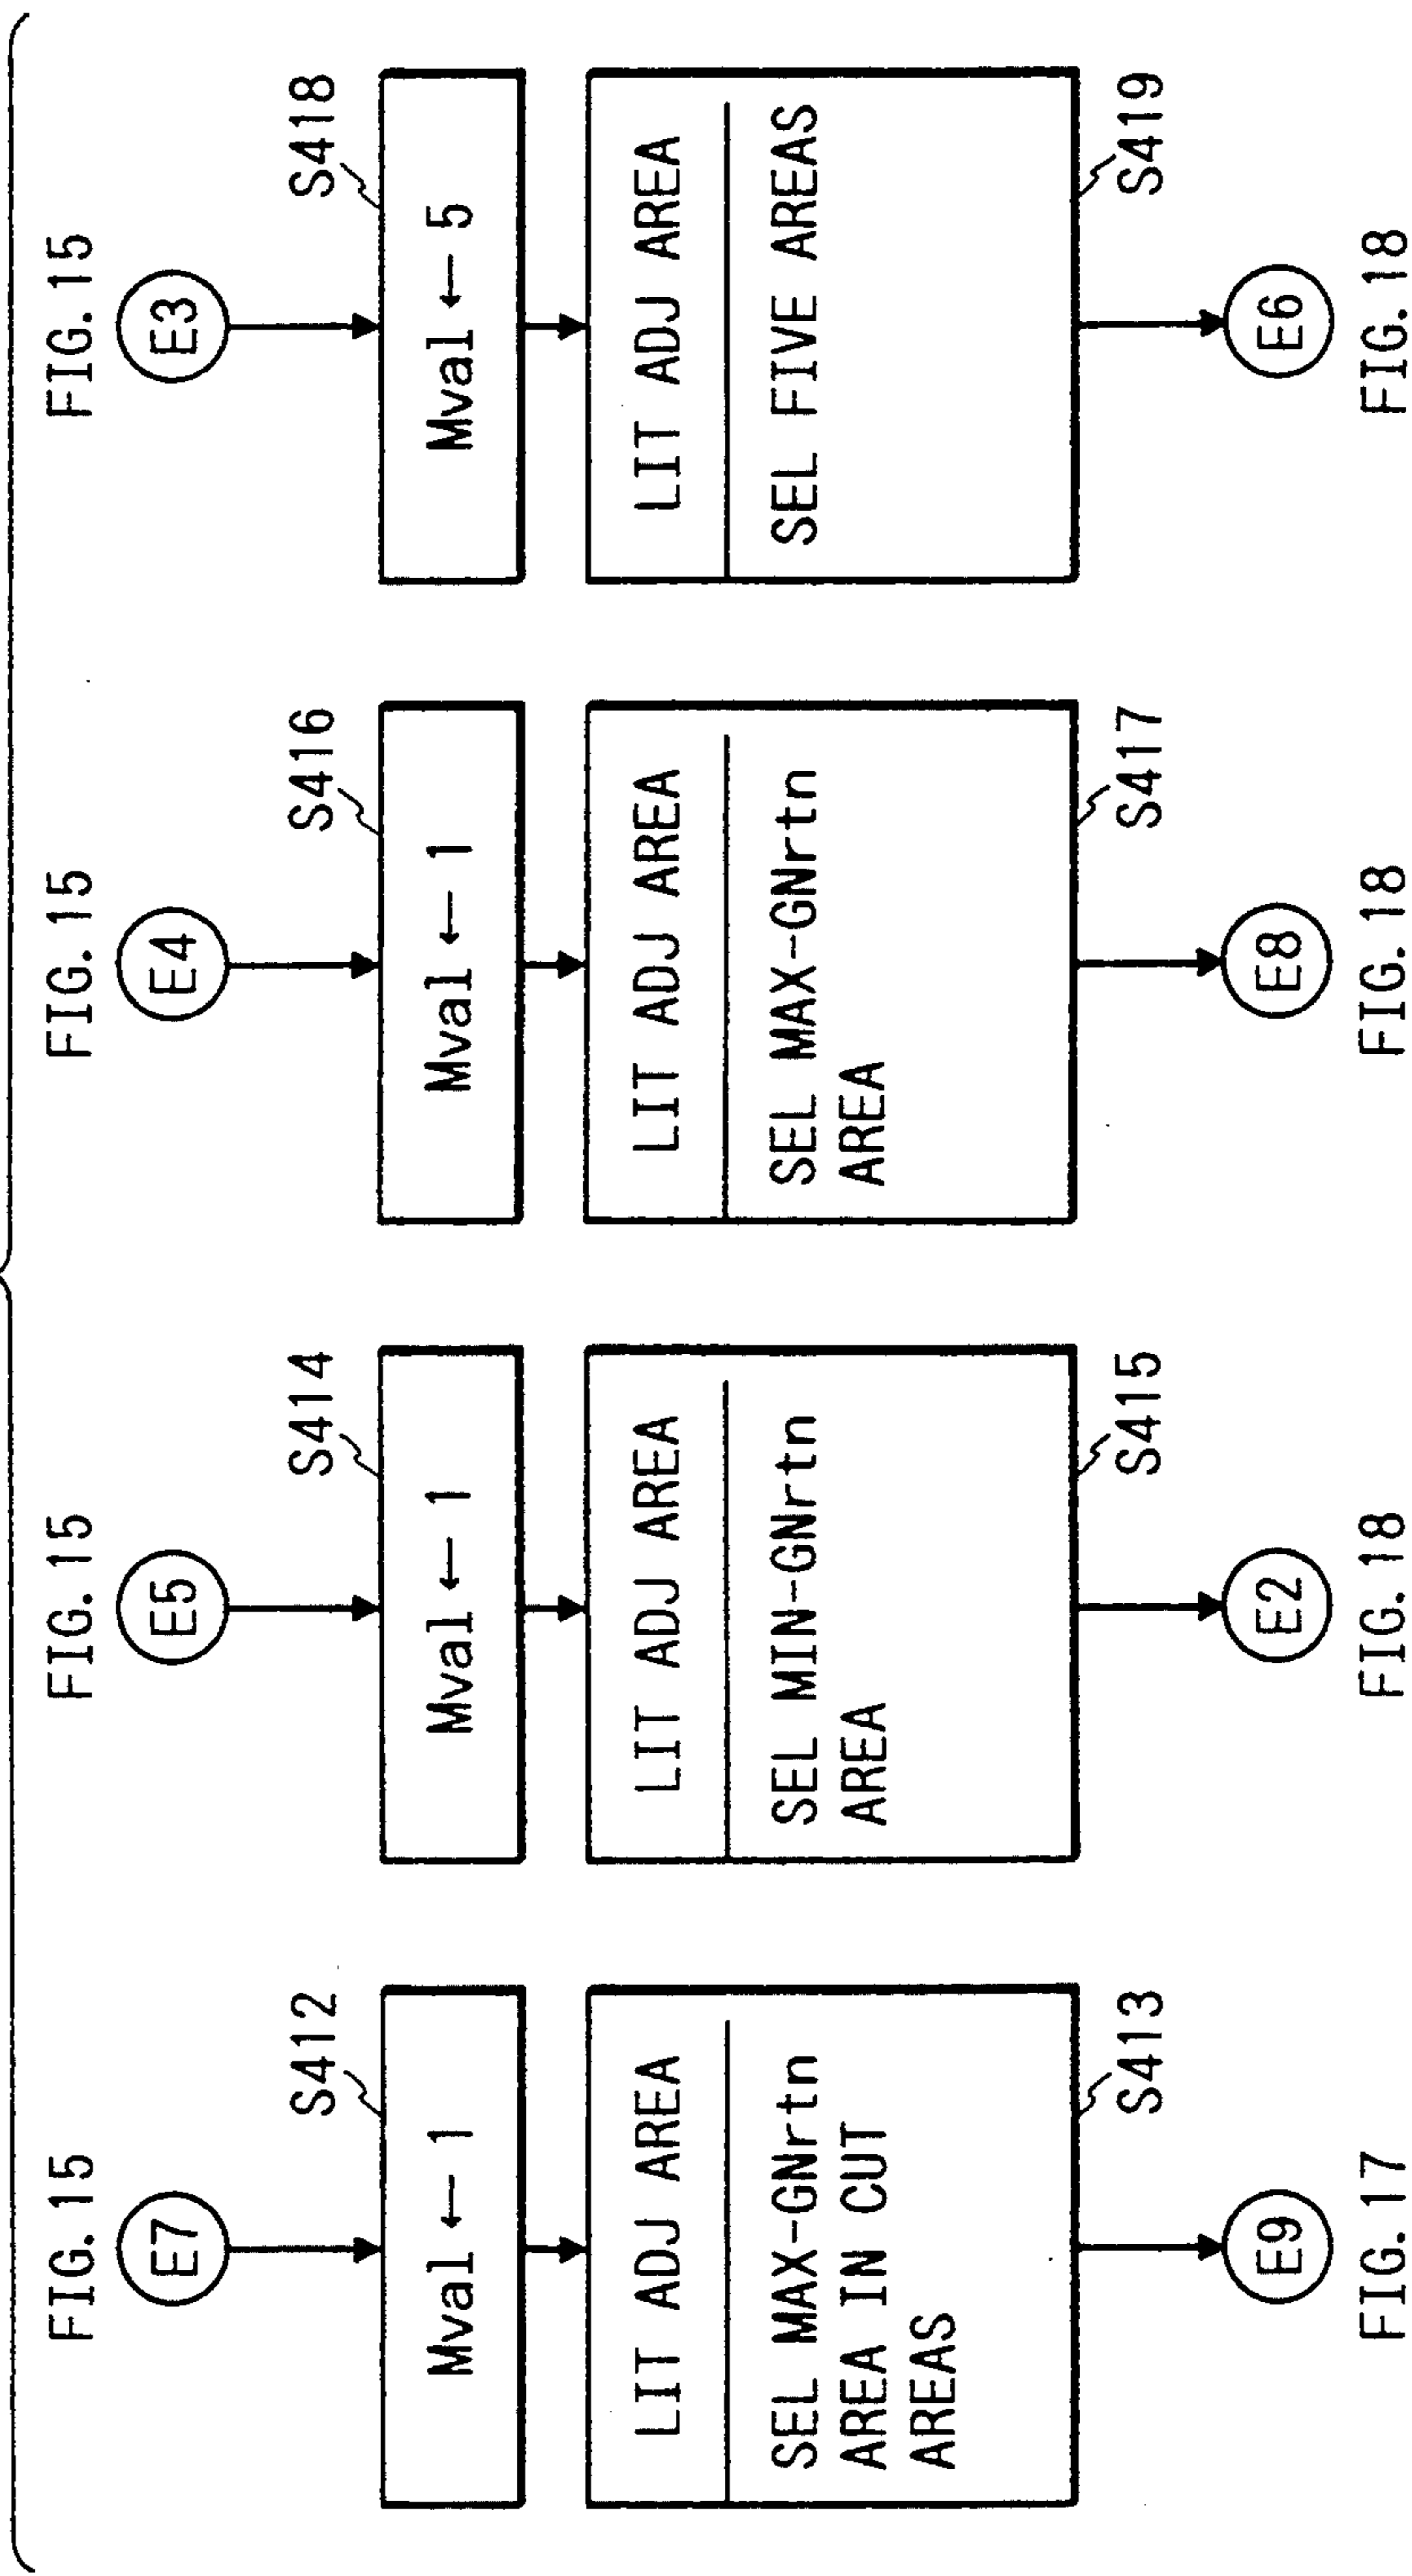 FIG. 15
E7
S412
Mval ← 1
LIT ADJ AREA
SEL MAX-GNrtn
AREA IN CUT
AREAS
S413
E9
FIG. 17
FIG. 15
E5
S414
Mval ← 1
LIT ADJ AREA
SEL MIN-GNrtn
AREA
S415
E2
FIG. 18
FIG. 15
E4
S416
Mval ← 1
LIT ADJ AREA
SEL MAX-GNrtn
AREA
S417
E8
FIG. 18
FIG. 15
E3
S418
Mval ← 5
LIT ADJ AREA
SEL FIVE AREAS
S419
E6
FIG. 18